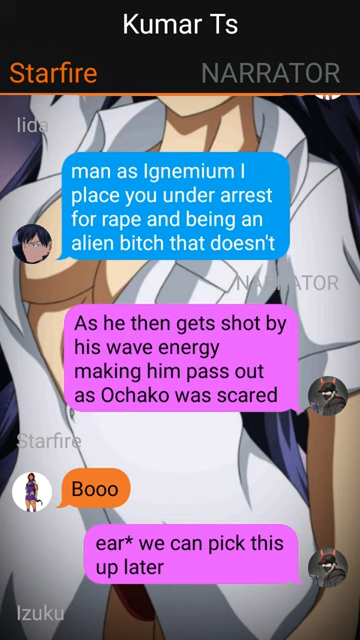 Kumar Ts
Starfire
NARRATOR
Iida
man as Ignemium I
place you under arrest
for rape and being an
alien bitch that doesn't
NARRATOR
As he then gets shot by
his wave energy
making him pass out
as Ochako was scared
Starfire
Booo
ear* we can pick this
up later
Izuku